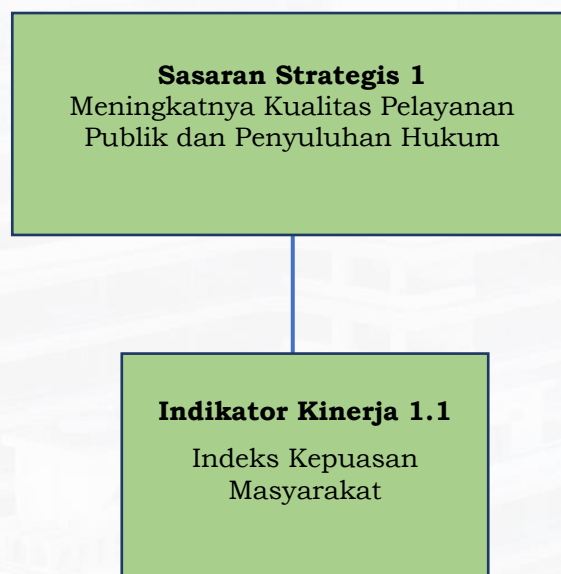 Sasaran Strategis 1
Meningkatnya Kualitas Pelayanan
Publik dan Penyuluhan Hukum
Indikator Kinerja 1.1
Indeks Kepuasan
Masyarakat